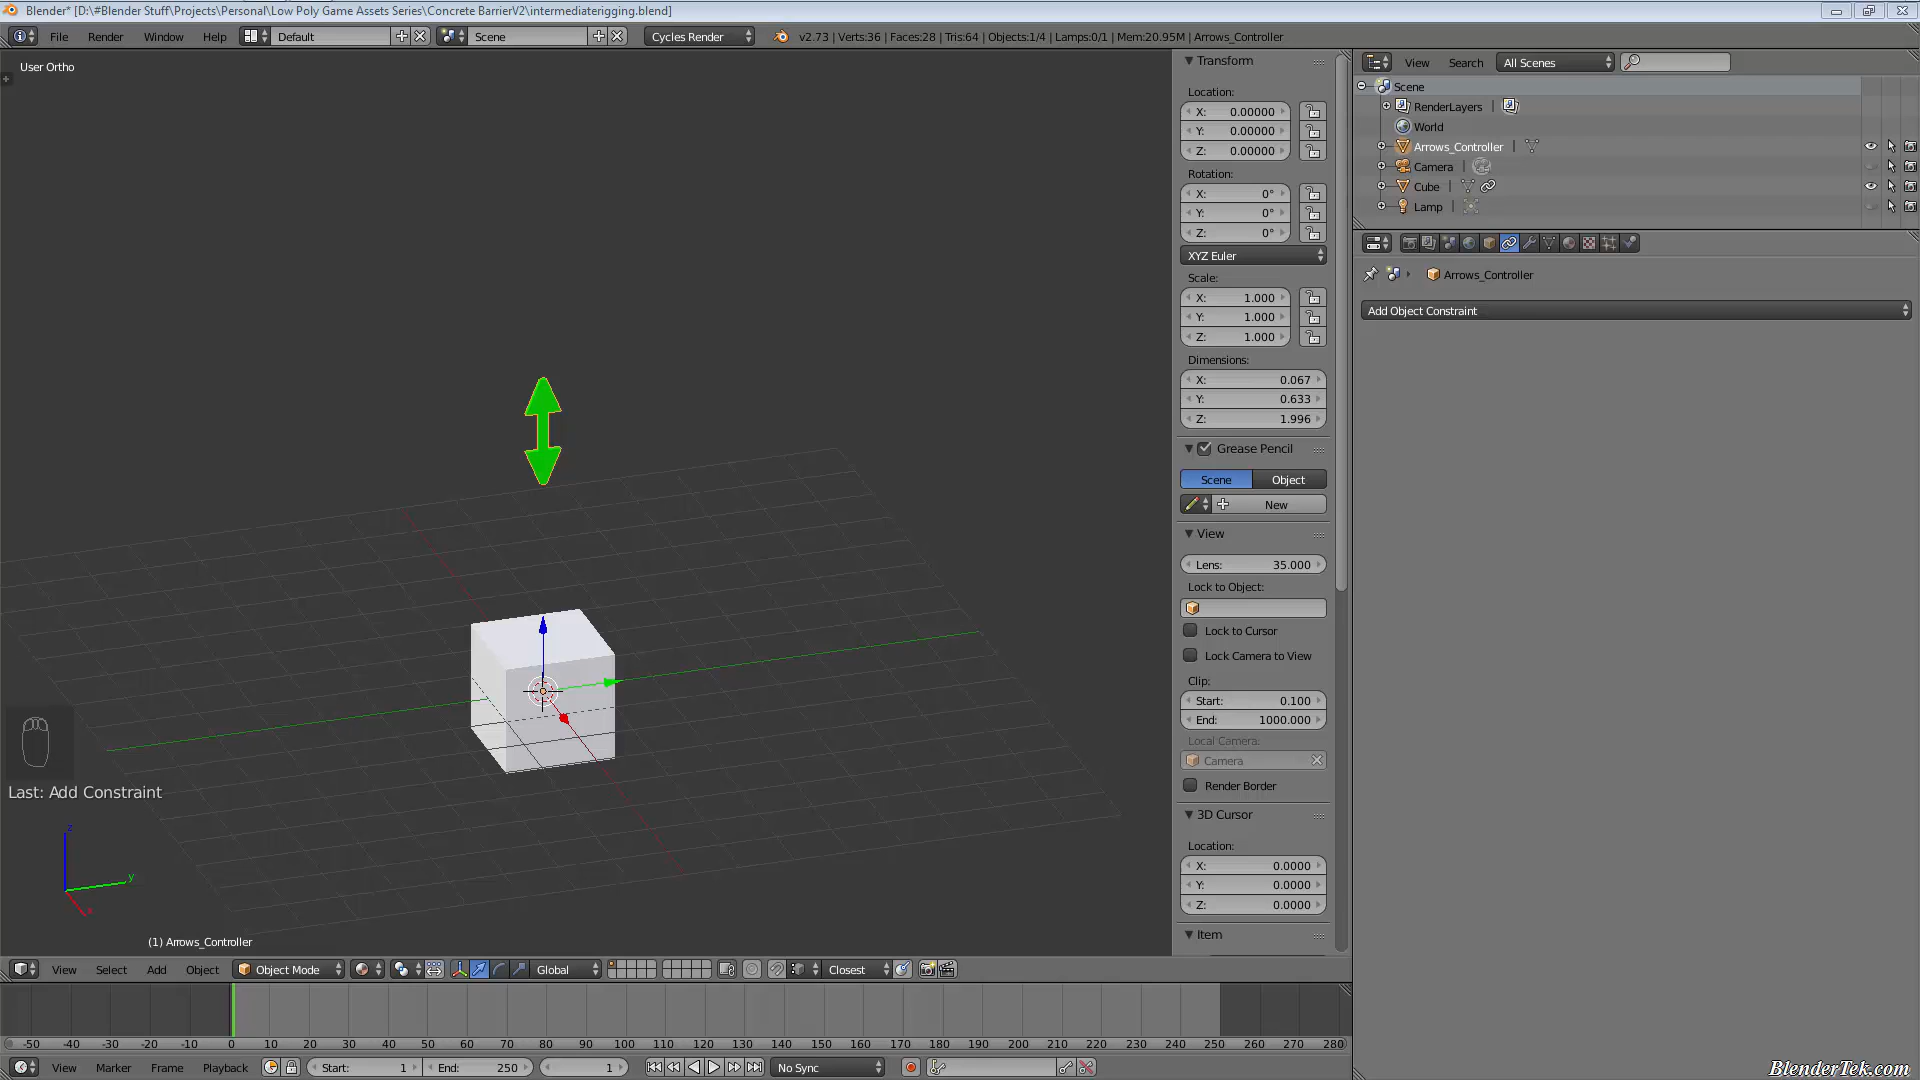 Blender* [D:\#Blender Stuff\Projects\Personal\Low Poly Game Assets Series\Concrete BarrierV2\intermediaterigging.blend]
File Render Window Help Default Scene Cycles Render v2.73 | Verts:36 | Faces:28 | Tris:64 | Objects:1/4 | Lamps:0/1 | Mem:20.95M | Arrows_Controller
User Ortho
Transform
Location:
X: 0.00000
Y: 0.00000
Z: 0.00000
Rotation:
X: 0°
Y: 0°
Z: 0°
XYZ Euler
Scale:
X: 1.000
Y: 1.000
Z: 1.000
Dimensions:
X: 0.067
Y: 0.633
Z: 1.996
Grease Pencil
Scene Object
New
View
Lens: 35.000
Lock to Object:
Lock to Cursor
Lock Camera to View
Clip:
Start: 0.100
End: 1000.000
Local Camera:
Camera
Render Border
3D Cursor
Location:
X: 0.0000
Y: 0.0000
Z: 0.0000
Item
View Search All Scenes
Scene
RenderLayers
World
Arrows_Controller
Camera
Cube
Lamp
Arrows_Controller
Add Object Constraint
Last: Add Constraint
z
y
x
(1) Arrows_Controller
View Select Add Object Object Mode Global Closest
-50 -40 -30 -20 -10 0 10 20 30 40 50 60 70 80 90 100 110 120 130 140 150 160 170 180 190 200 210 220 230 240 250 260 270 280
View Marker Frame Playback Start: 1 End: 250 1 No Sync
BlenderTek.com